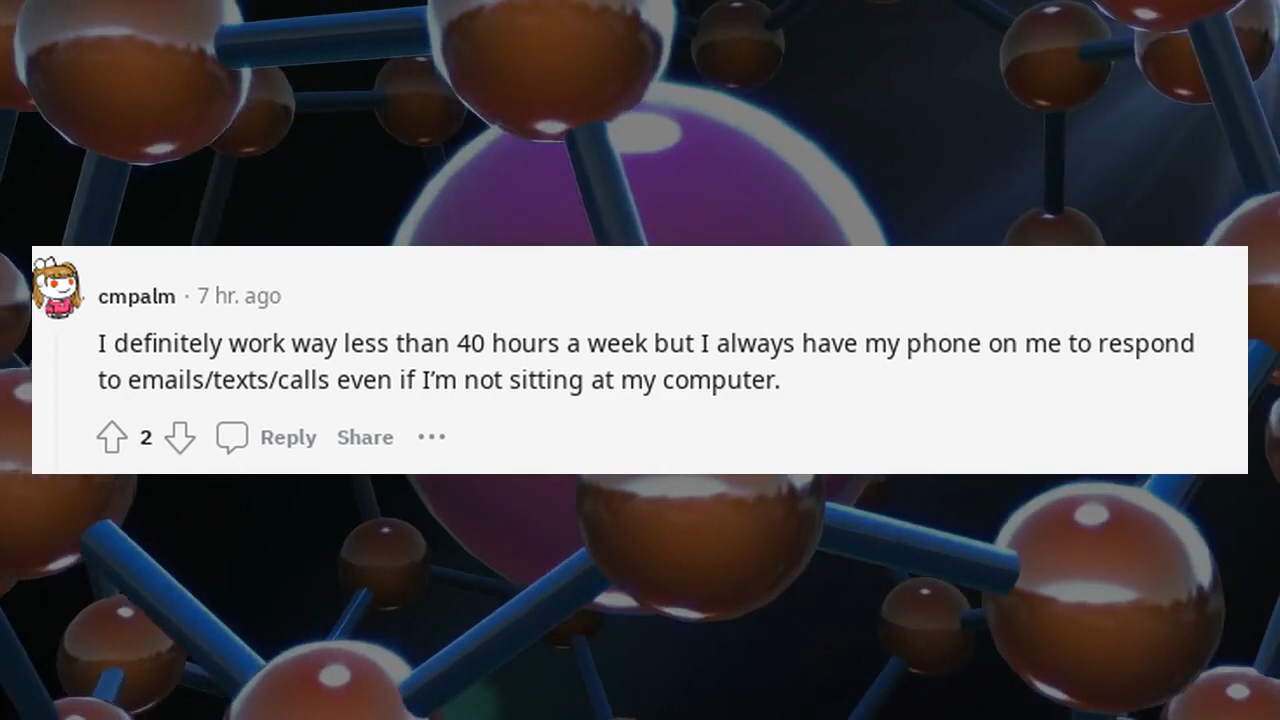 cmpalm · 7 hr. ago
I definitely work way less than 40 hours a week but I always have my phone on me to respond
to emails/texts/calls even if I’m not sitting at my computer.
2 Reply Share ···